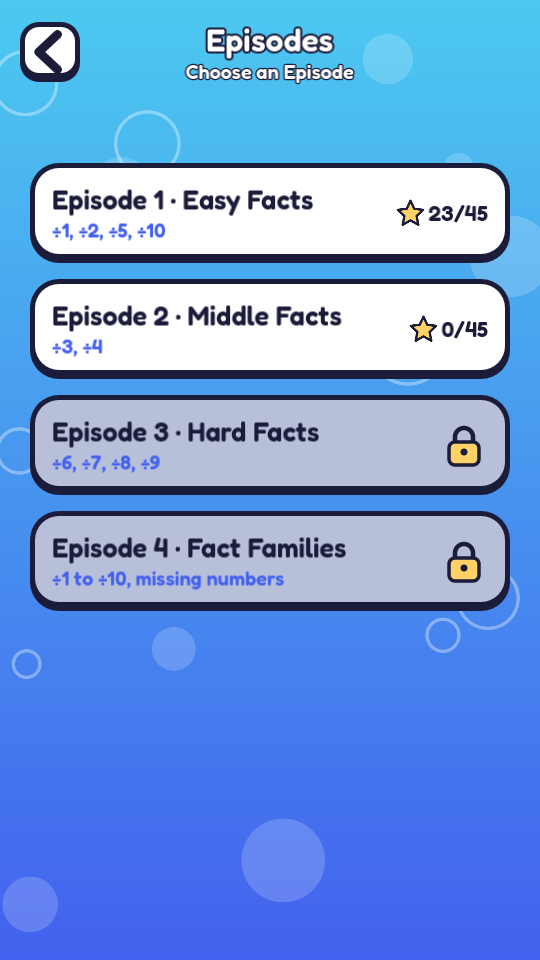 Episodes
Choose an Episode
Episode 1 · Easy Facts
÷1, ÷2, ÷5, ÷10
23/45
Episode 2 · Middle Facts
÷3, ÷4
0/45
Episode 3 · Hard Facts
÷6, ÷7, ÷8, ÷9
Episode 4 · Fact Families
÷1 to ÷10, missing numbers